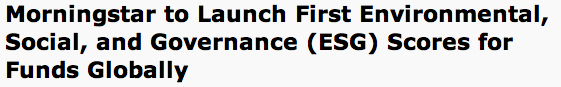 Morningstar to Launch First Environmental,
Social, and Governance (ESG) Scores for
Funds Globally